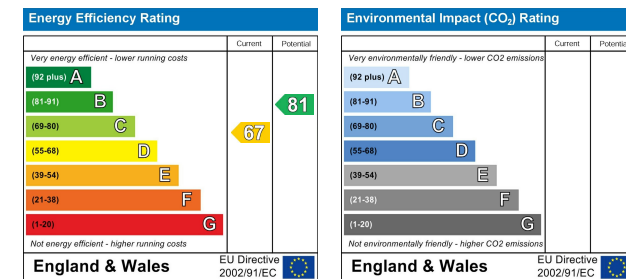 Energy Efficiency Rating
Current Potential
Very energy efficient - lower running costs
(92 plus) A
(81-91) B
81
(69-80) C
67
(55-68) D
(39-54) E
(21-38) F
(1-20) G
Not energy efficient - higher running costs
England & Wales
EU Directive
2002/91/EC
Environmental Impact (CO₂) Rating
Current Potential
Very environmentally friendly - lower CO2 emissions
(92 plus) A
(81-91) B
(69-80) C
(55-68) D
(39-54) E
(21-38) F
(1-20) G
Not environmentally friendly - higher CO2 emissions
England & Wales
EU Directive
2002/91/EC